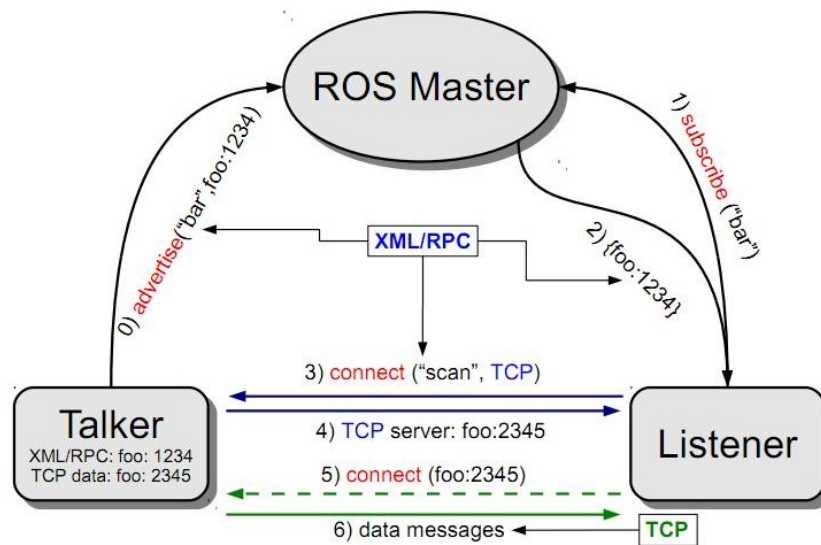 ROS Master
0) advertise("bar",foo:1234)
1) subscribe ("bar")
2) {foo:1234}
XML/RPC
3) connect ("scan", TCP)
4) TCP server: foo:2345
Talker
XML/RPC: foo: 1234
TCP data: foo: 2345
Listener
5) connect (foo:2345)
6) data messages
TCP